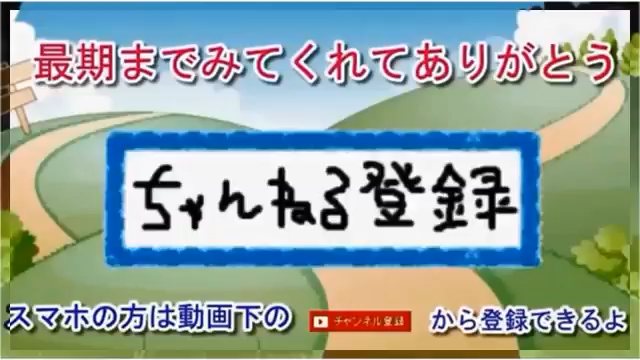 最期までみてくれてありがとう
ちゃんねる登録
スマホの方は動画下の チャンネル登録 から登録できるよ